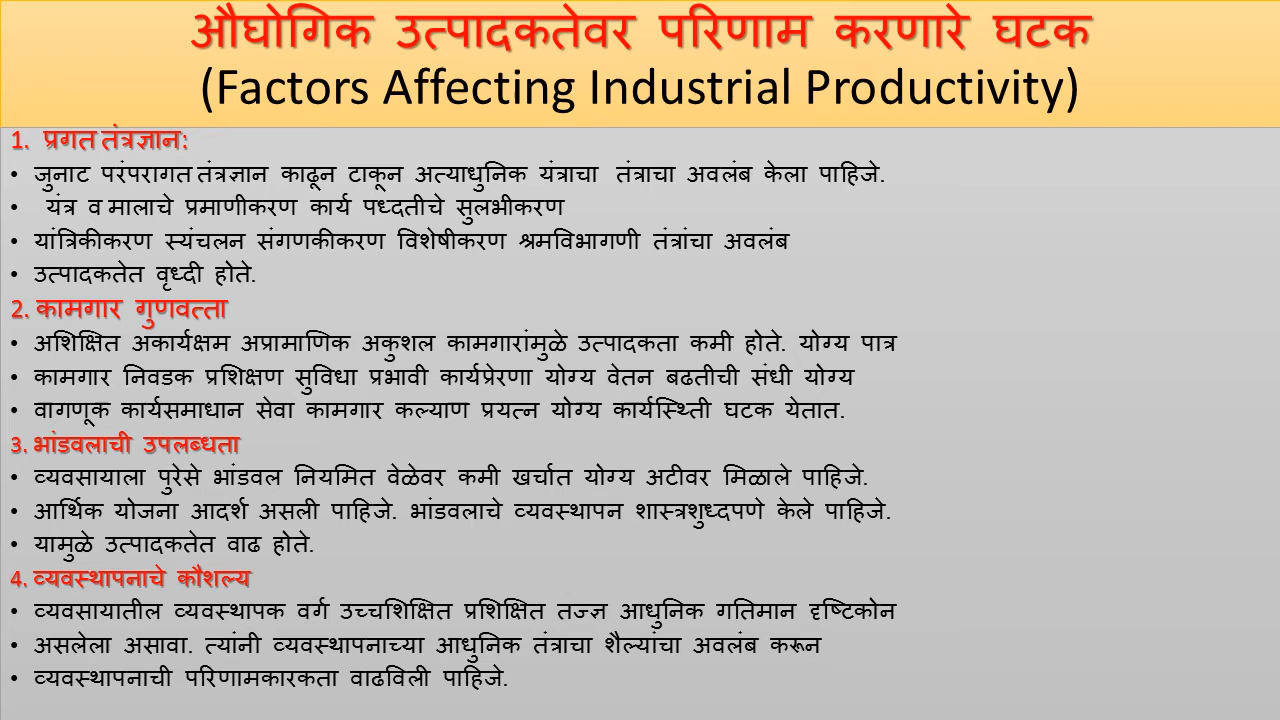 औघोगिक उत्पादकतेवर परिणाम करणारे घटक
(Factors Affecting Industrial Productivity)
1. प्रगत तंत्रज्ञान:
• जुनाट परंपरागत तंत्रज्ञान काढून टाकून अत्याधुनिक यंत्राचा तंत्राचा अवलंब केला पाहिजे.
• यंत्र व मालाचे प्रमाणीकरण कार्य पध्दतीचे सुलभीकरण
• यांत्रिकीकरण स्यंचलन संगणकीकरण विशेषीकरण श्रमविभागणी तंत्रांचा अवलंब
• उत्पादकतेत वृध्दी होते.
2. कामगार गुणवत्ता
• अशिक्षित अकार्यक्षम अप्रामाणिक अकुशल कामगारांमुळे उत्पादकता कमी होते. योग्य पात्र
• कामगार निवडक प्रशिक्षण सुविधा प्रभावी कार्यप्रेरणा योग्य वेतन बढतीची संधी योग्य
• वागणूक कार्यसमाधान सेवा कामगार कल्याण प्रयत्न योग्य कार्यस्थ्िती घटक येतात.
3. भांडवलाची उपलब्धता
• व्यवसायाला पुरेसे भांडवल नियमित वेळेवर कमी खर्चात योग्य अटीवर मिळाले पाहिजे.
• आर्थिक योजना आदर्श असली पाहिजे. भांडवलाचे व्यवस्थापन शास्त्रशुध्दपणे केले पाहिजे.
• यामुळे उत्पादकतेत वाढ होते.
4. व्यवस्थापनाचे कौशल्य
• व्यवसायातील व्यवस्थापक वर्ग उच्चशिक्षित प्रशिक्षित तज्ज्ञ आधुनिक गतिमान दृष्टिकोन
• असलेला असावा. त्यांनी व्यवस्थापनाच्या आधुनिक तंत्राचा शैल्यांचा अवलंब करून
• व्यवस्थापनाची परिणामकारकता वाढविली पाहिजे.